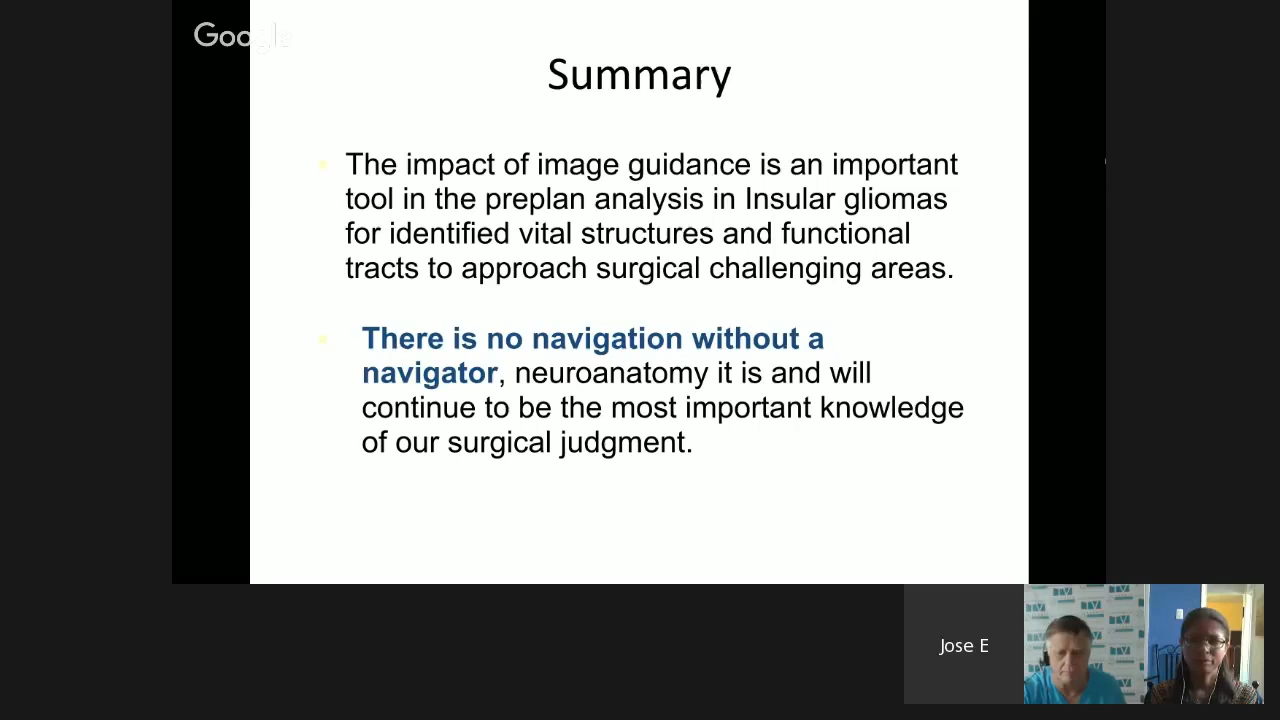 Google
Summary
The impact of image guidance is an important
tool in the preplan analysis in Insular gliomas
for identified vital structures and functional
tracts to approach surgical challenging areas.
There is no navigation without a
navigator, neuroanatomy it is and will
continue to be the most important knowledge
of our surgical judgment.
Jose E